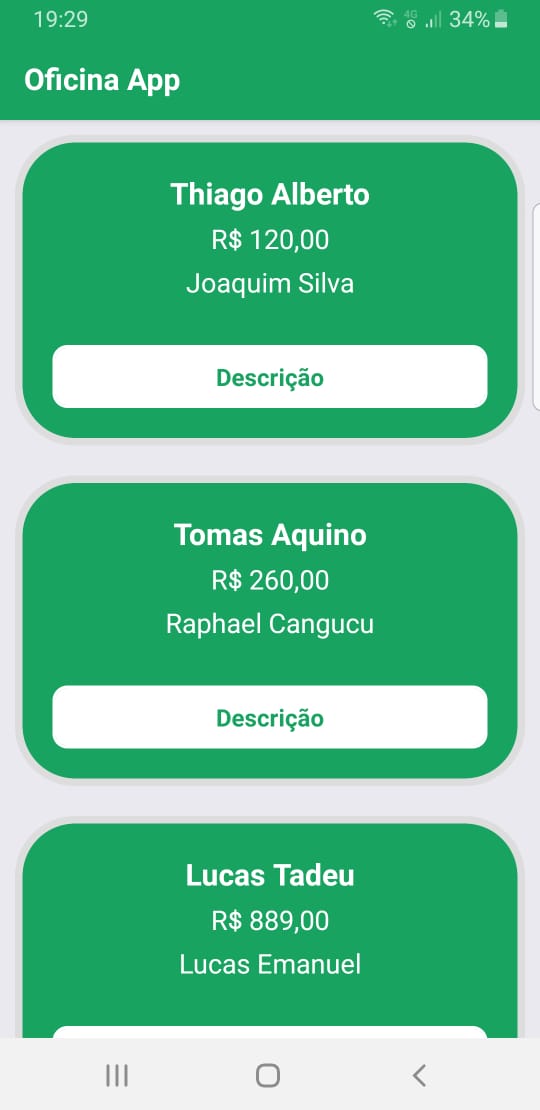 19:29
4G
34%
Oficina App
Thiago Alberto
R$ 120,00
Joaquim Silva
Descrição
Tomas Aquino
R$ 260,00
Raphael Cangucu
Descrição
Lucas Tadeu
R$ 889,00
Lucas Emanuel